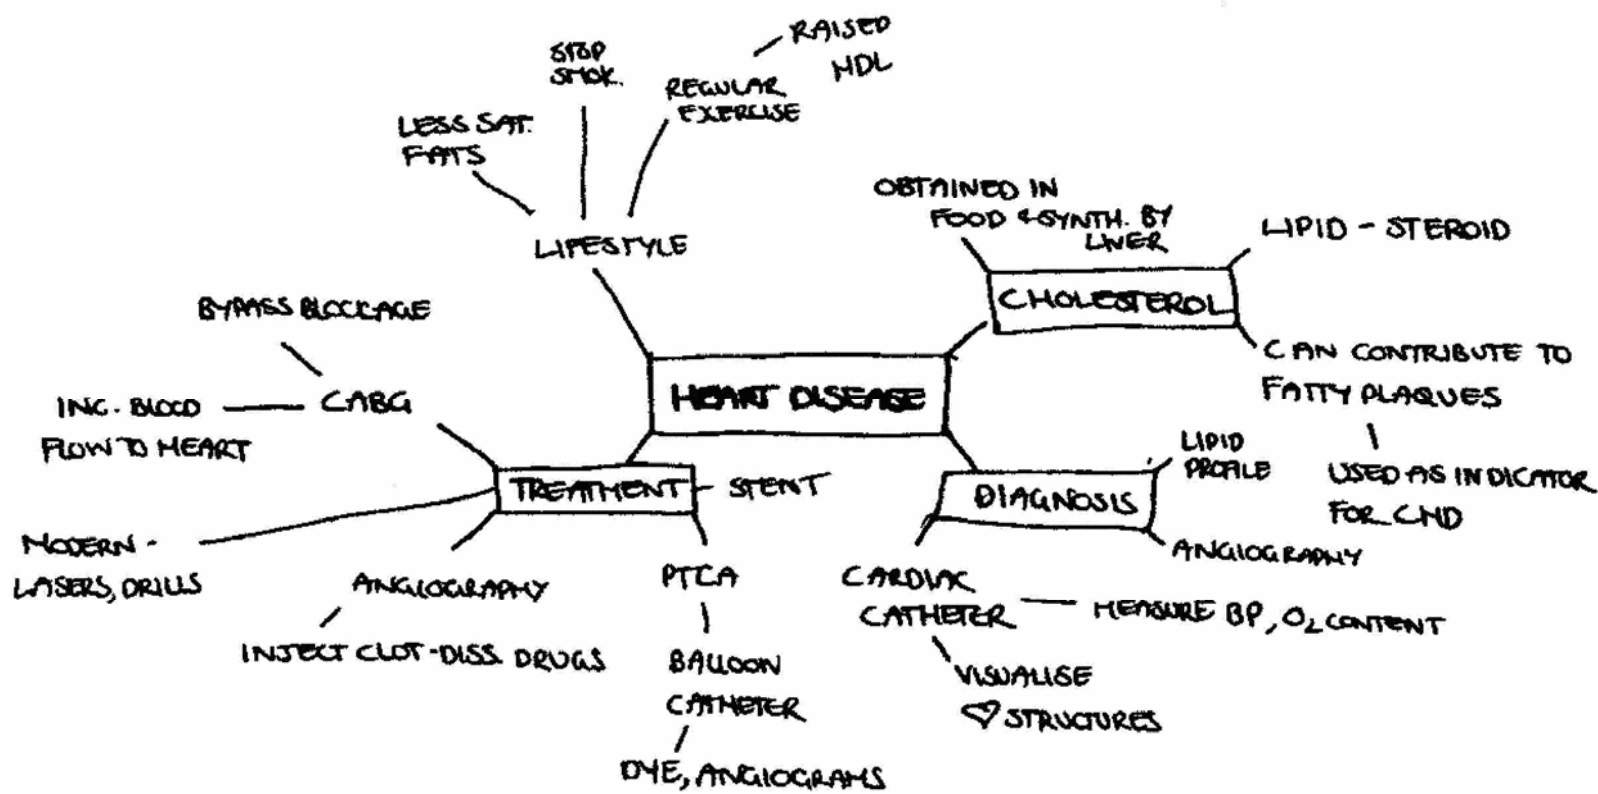 RAISED
HDL
STOP
SMOK.
REGULAR
EXERCISE
LESS SAT.
FATS
LIFESTYLE
OBTAINED IN
FOOD & SYNTH. BY
LIVER
LIPID - STEROID
CHOLESTEROL
CAN CONTRIBUTE TO
FATTY PLAQUES
USED AS INDICATOR
FOR CHD
BYPASS BLOCKAGE
INC. BLOOD
FLOW TO HEART
CABG
HEART DISEASE
TREATMENT
STENT
MODERN -
LASERS, DRILLS
ANGIOGRAPHY
INJECT CLOT-DISS. DRUGS
PTCA
BALLOON
CATHETER
DYE, ANGIOGRAMS
DIAGNOSIS
LIPID
PROFILE
ANGIOGRAPHY
CARDIAC
CATHETER
MEASURE BP, O₂ CONTENT
VISUALISE
♡ STRUCTURES